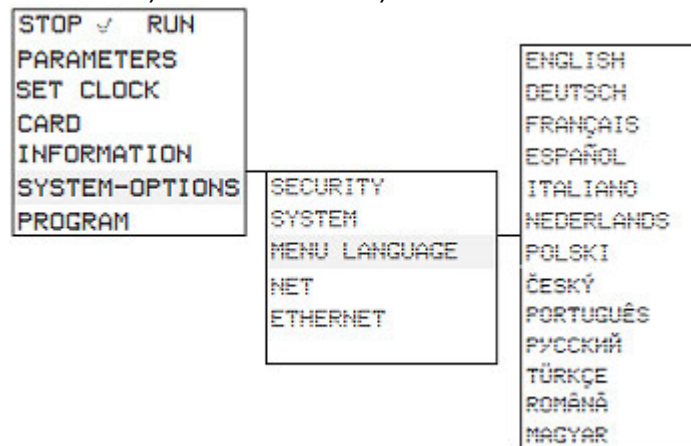 STOP √ RUN
PARAMETERS
SET CLOCK
CARD
INFORMATION
SYSTEM-OPTIONS
PROGRAM
SECURITY
SYSTEM
MENU LANGUAGE
NET
ETHERNET
ENGLISH
DEUTSCH
FRANÇAIS
ESPAÑOL
ITALIANO
NEDERLANDS
POLSKI
ČESKÝ
PORTUGUÊS
РУССКИЙ
TÜRKÇE
ROMÂNĂ
MAGYAR